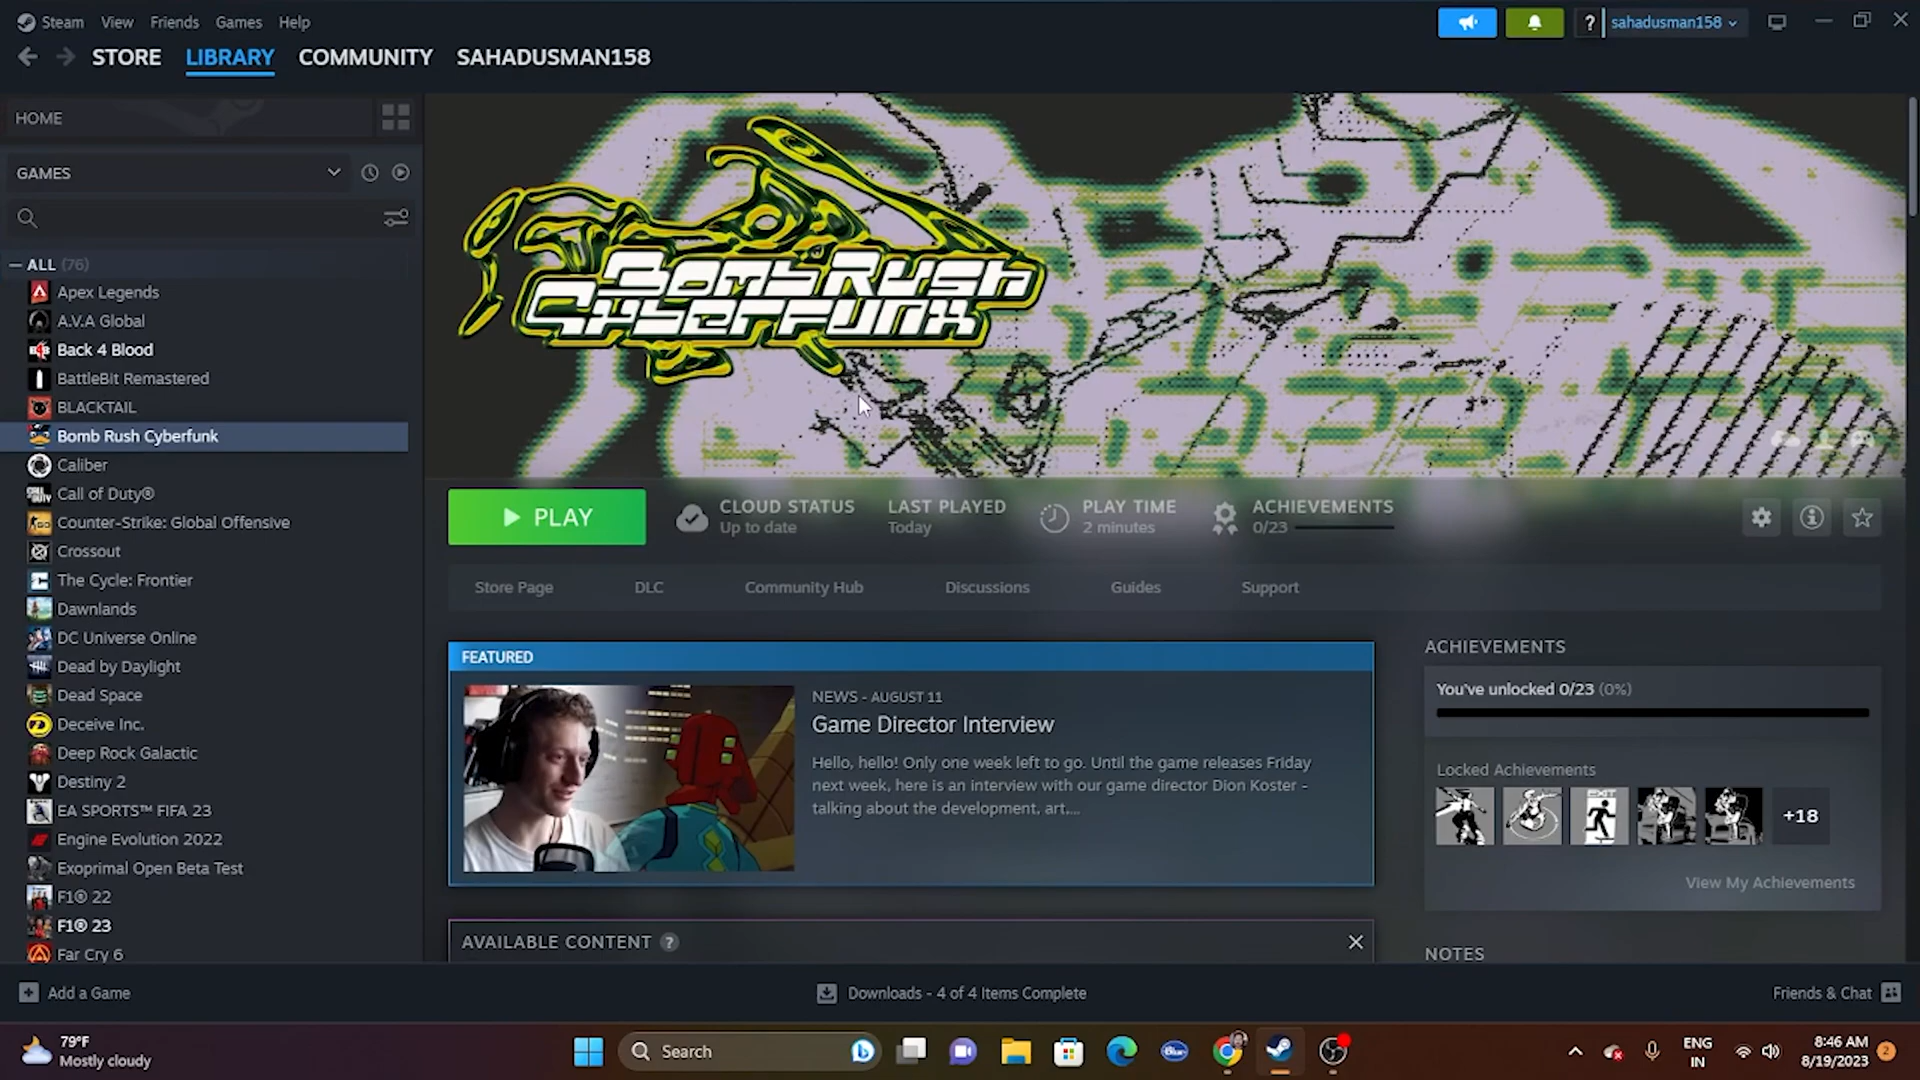 Steam View Friends Games Help
sahadusman158
STORE LIBRARY COMMUNITY SAHADUSMAN158
HOME
GAMES
ALL (76)
Apex Legends
A.V.A Global
Back 4 Blood
BattleBit Remastered
BLACKTAIL
Bomb Rush Cyberfunk
Caliber
Call of Duty®
Counter-Strike: Global Offensive
Crossout
The Cycle: Frontier
Dawnlands
DC Universe Online
Dead by Daylight
Dead Space
Deceive Inc.
Deep Rock Galactic
Destiny 2
EA SPORTS™ FIFA 23
Engine Evolution 2022
Exoprimal Open Beta Test
F1® 22
F1® 23
Far Cry 6
Bomb Rush
Cyberfunk
PLAY
CLOUD STATUS
Up to date
LAST PLAYED
Today
PLAY TIME
2 minutes
ACHIEVEMENTS
0/23
Store Page DLC Community Hub Discussions Guides Support
FEATURED
NEWS - AUGUST 11
Game Director Interview
Hello, hello! Only one week left to go. Until the game releases Friday
next week, here is an interview with our game director Dion Koster -
talking about the development, art,...
AVAILABLE CONTENT ?
ACHIEVEMENTS
You've unlocked 0/23 (0%)
Locked Achievements
EXIT
+18
View My Achievements
NOTES
Add a Game
Downloads - 4 of 4 Items Complete
Friends & Chat
79°F
Mostly cloudy
Search
ENG
IN
8:46 AM
8/19/2023
2